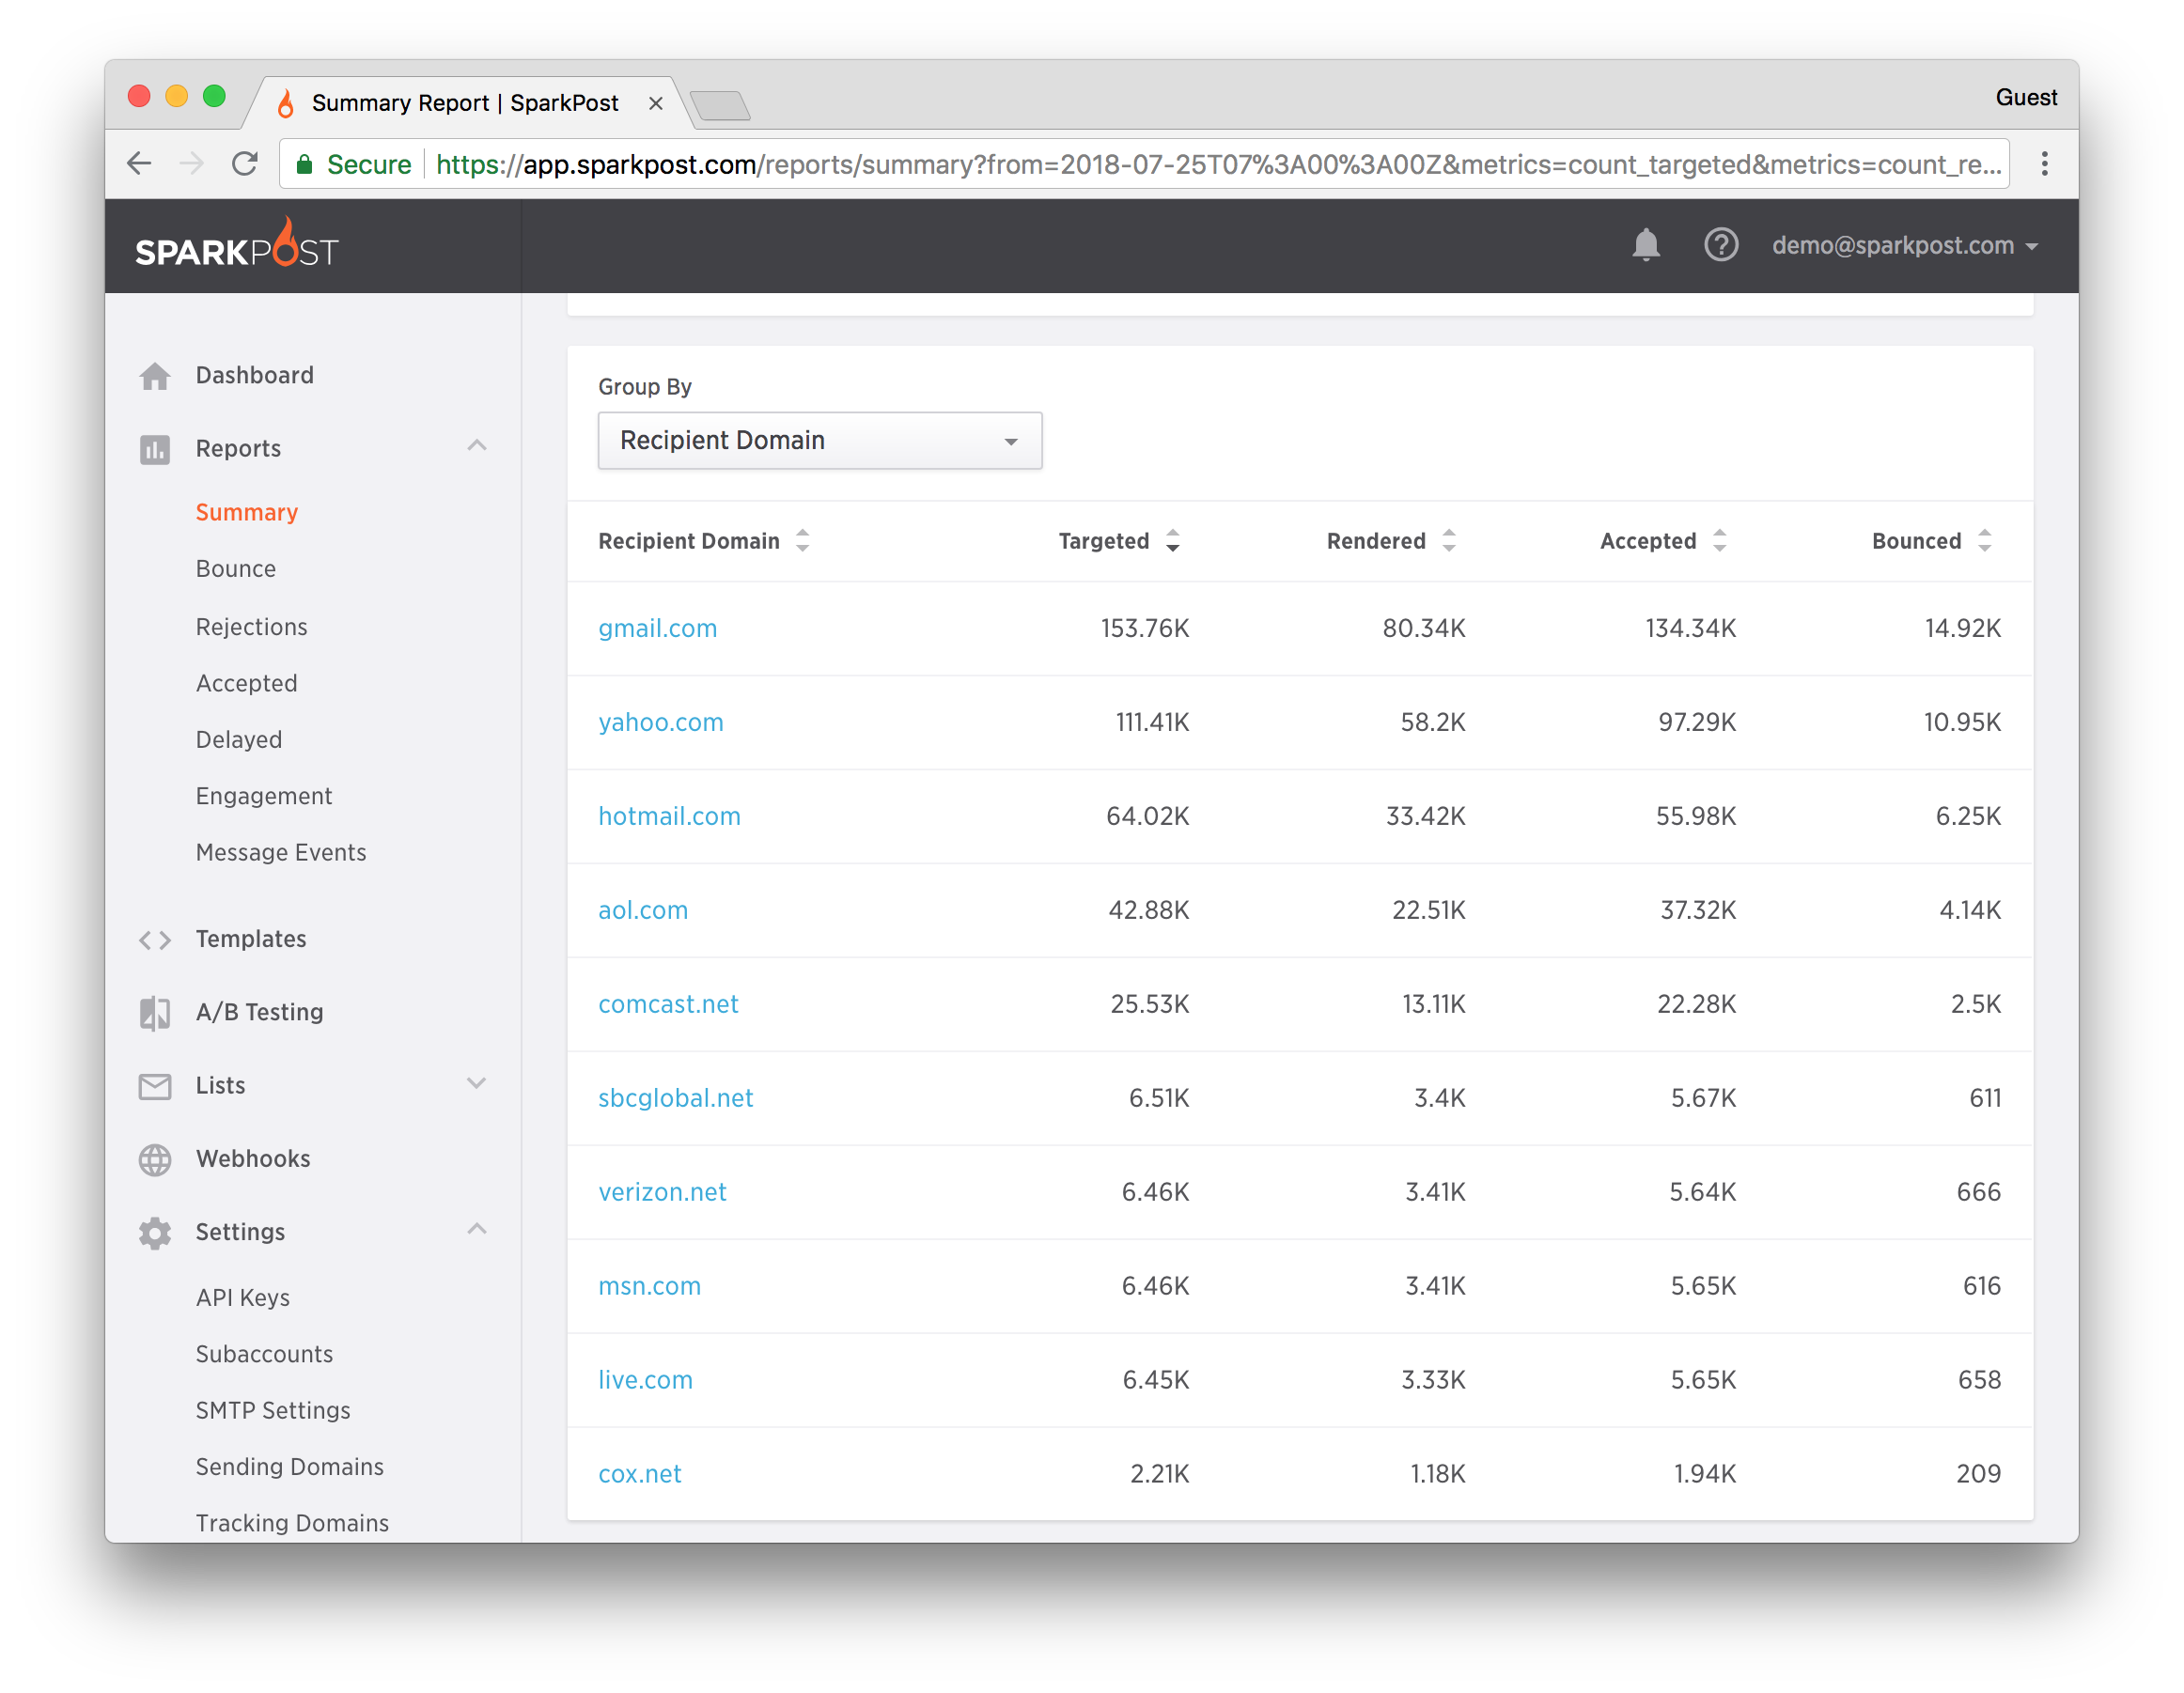 Summary Report | SparkPost
Guest
Secure https://app.sparkpost.com/reports/summary?from=2018-07-25T07%3A00%3A00Z&metrics=count_targeted&metrics=count_re...
SPARKPOST
demo@sparkpost.com
Dashboard
Reports
Summary
Bounce
Rejections
Accepted
Delayed
Engagement
Message Events
Templates
A/B Testing
Lists
Webhooks
Settings
API Keys
Subaccounts
SMTP Settings
Sending Domains
Tracking Domains
Group By
Recipient Domain
Recipient Domain Targeted Rendered Accepted Bounced
gmail.com 153.76K 80.34K 134.34K 14.92K
yahoo.com 111.41K 58.2K 97.29K 10.95K
hotmail.com 64.02K 33.42K 55.98K 6.25K
aol.com 42.88K 22.51K 37.32K 4.14K
comcast.net 25.53K 13.11K 22.28K 2.5K
sbcglobal.net 6.51K 3.4K 5.67K 611
verizon.net 6.46K 3.41K 5.64K 666
msn.com 6.46K 3.41K 5.65K 616
live.com 6.45K 3.33K 5.65K 658
cox.net 2.21K 1.18K 1.94K 209